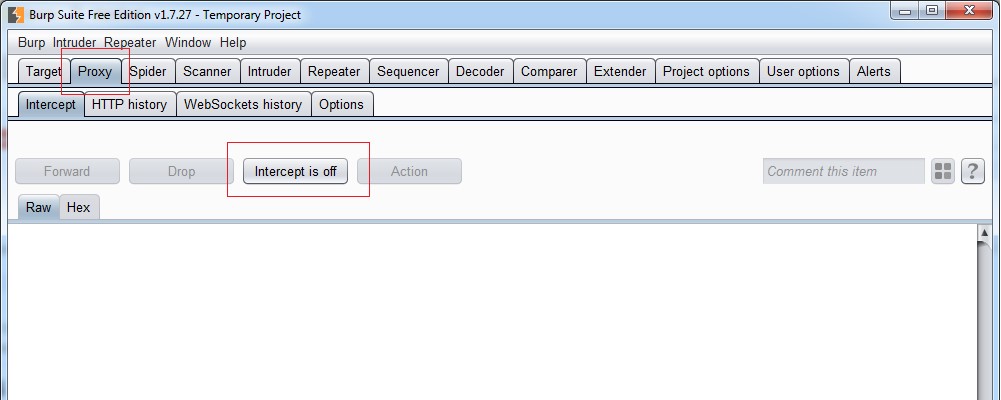 Burp Suite Free Edition v1.7.27 - Temporary Project
Burp Intruder Repeater Window Help
Target Proxy Spider Scanner Intruder Repeater Sequencer Decoder Comparer Extender Project options User options Alerts
Intercept HTTP history WebSockets history Options
Forward Drop Intercept is off Action Comment this item ?
Raw Hex